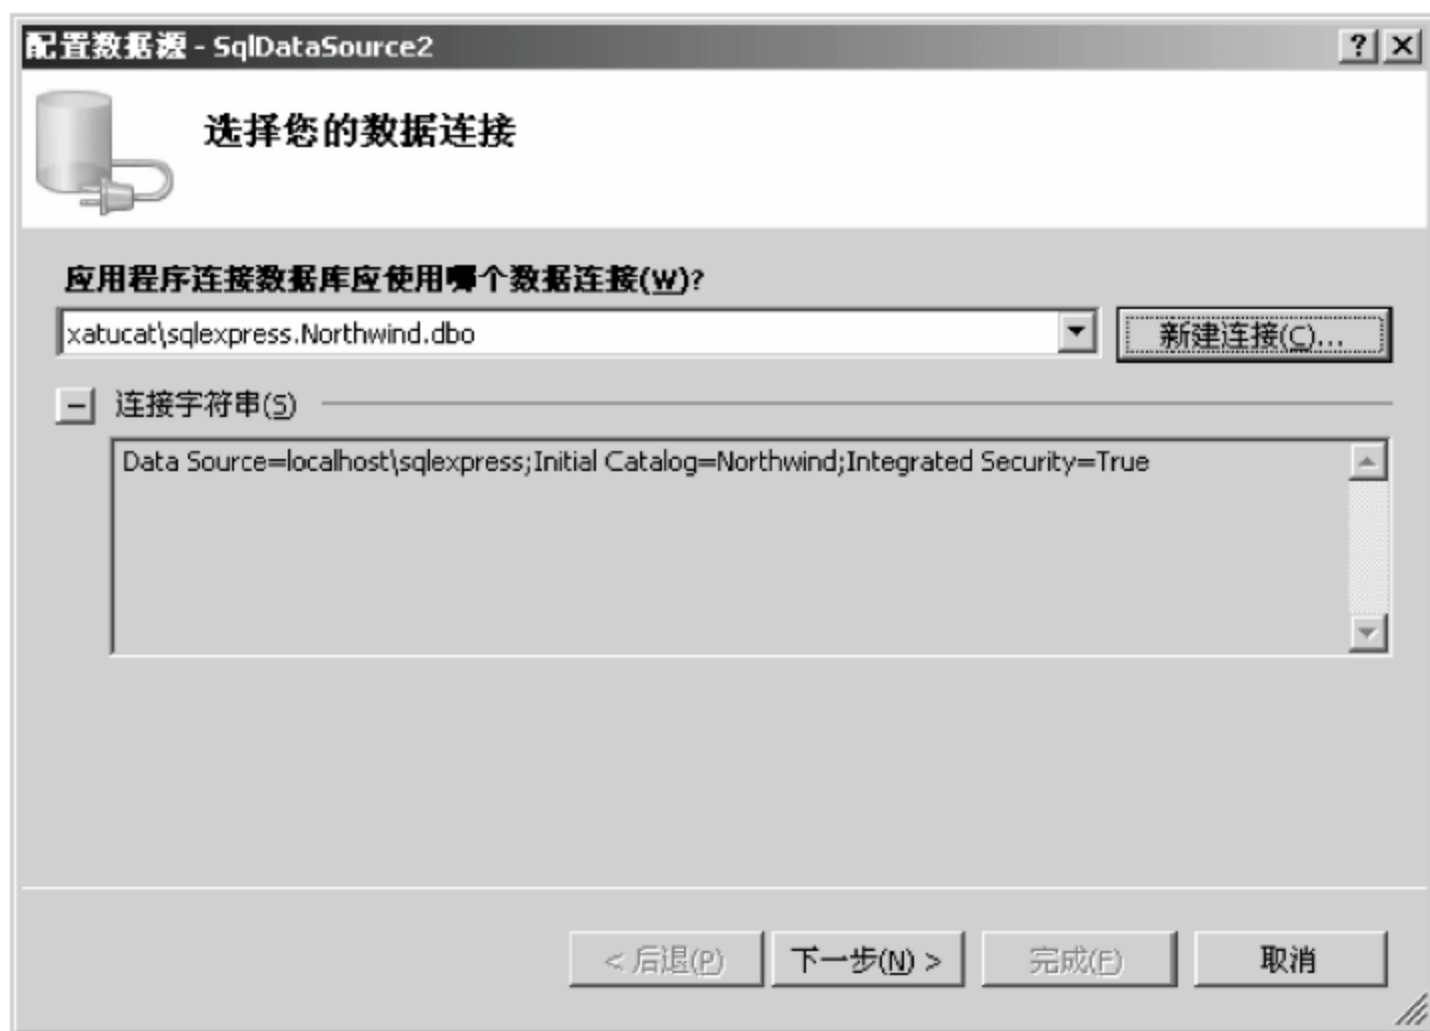 配置数据源 - SqlDataSource2
选择您的数据连接
应用程序连接数据库应使用哪个数据连接(W)?
xatucat\sqlexpress.Northwind.dbo
新建连接(C)...
连接字符串(S)
Data Source=localhost\sqlexpress;Initial Catalog=Northwind;Integrated Security=True
< 后退(P)
下一步(N) >
完成(F)
取消